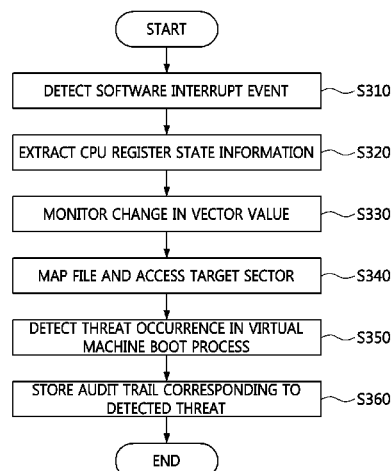 START
DETECT SOFTWARE INTERRUPT EVENT
S310
EXTRACT CPU REGISTER STATE INFORMATION
S320
MONITOR CHANGE IN VECTOR VALUE
S330
MAP FILE AND ACCESS TARGET SECTOR
S340
DETECT THREAT OCCURRENCE IN VIRTUAL
MACHINE BOOT PROCESS
S350
STORE AUDIT TRAIL CORRESPONDING TO
DETECTED THREAT
S360
END